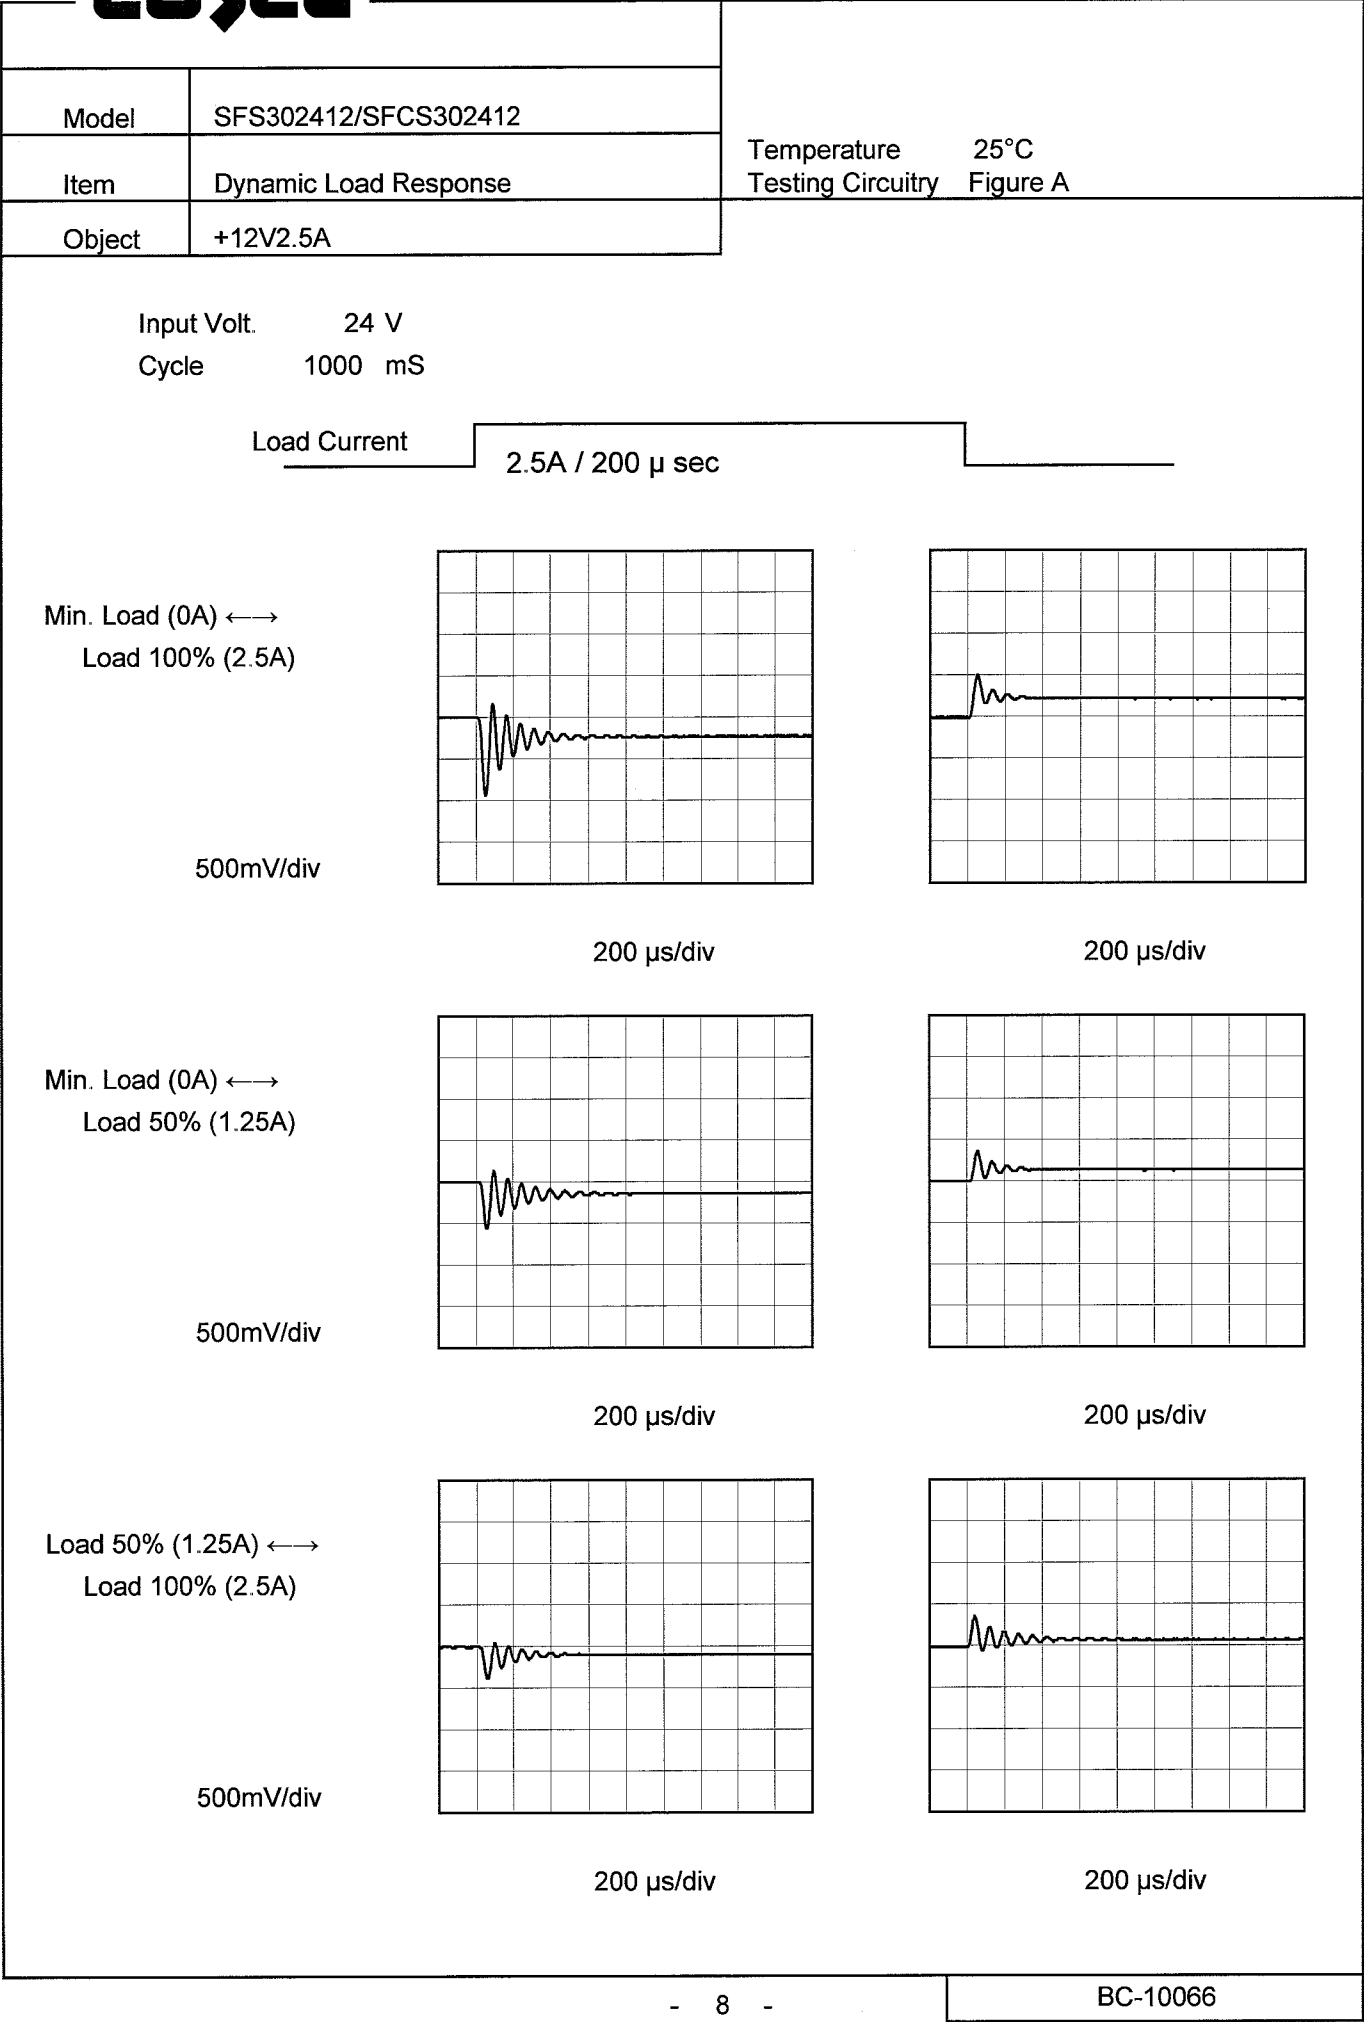 Model SFS302412/SFCS302412
Temperature 25°C
Item Dynamic Load Response
Testing Circuitry Figure A
Object +12V2.5A
Input Volt. 24 V
Cycle 1000 mS
Load Current
2.5A / 200 µ sec
Min. Load (0A) ←→
Load 100% (2.5A)
500mV/div
200 µs/div 200 µs/div
Min. Load (0A) ←→
Load 50% (1.25A)
500mV/div
200 µs/div 200 µs/div
Load 50% (1.25A) ←→
Load 100% (2.5A)
500mV/div
200 µs/div 200 µs/div
- 8 -
BC-10066